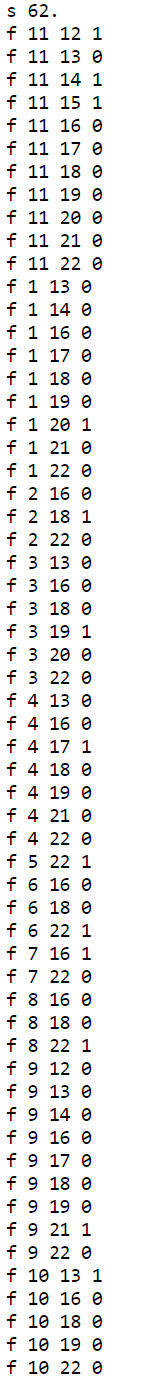 s 62.
f 11 12 1
f 11 13 0
f 11 14 1
f 11 15 1
f 11 16 0
f 11 17 0
f 11 18 0
f 11 19 0
f 11 20 0
f 11 21 0
f 11 22 0
f 1 13 0
f 1 14 0
f 1 16 0
f 1 17 0
f 1 18 0
f 1 19 0
f 1 20 1
f 1 21 0
f 1 22 0
f 2 16 0
f 2 18 1
f 2 22 0
f 3 13 0
f 3 16 0
f 3 18 0
f 3 19 1
f 3 20 0
f 3 22 0
f 4 13 0
f 4 16 0
f 4 17 1
f 4 18 0
f 4 19 0
f 4 21 0
f 4 22 0
f 5 22 1
f 6 16 0
f 6 18 0
f 6 22 1
f 7 16 1
f 7 22 0
f 8 16 0
f 8 18 0
f 8 22 1
f 9 12 0
f 9 13 0
f 9 14 0
f 9 16 0
f 9 17 0
f 9 18 0
f 9 19 0
f 9 21 1
f 9 22 0
f 10 13 1
f 10 16 0
f 10 18 0
f 10 19 0
f 10 22 0